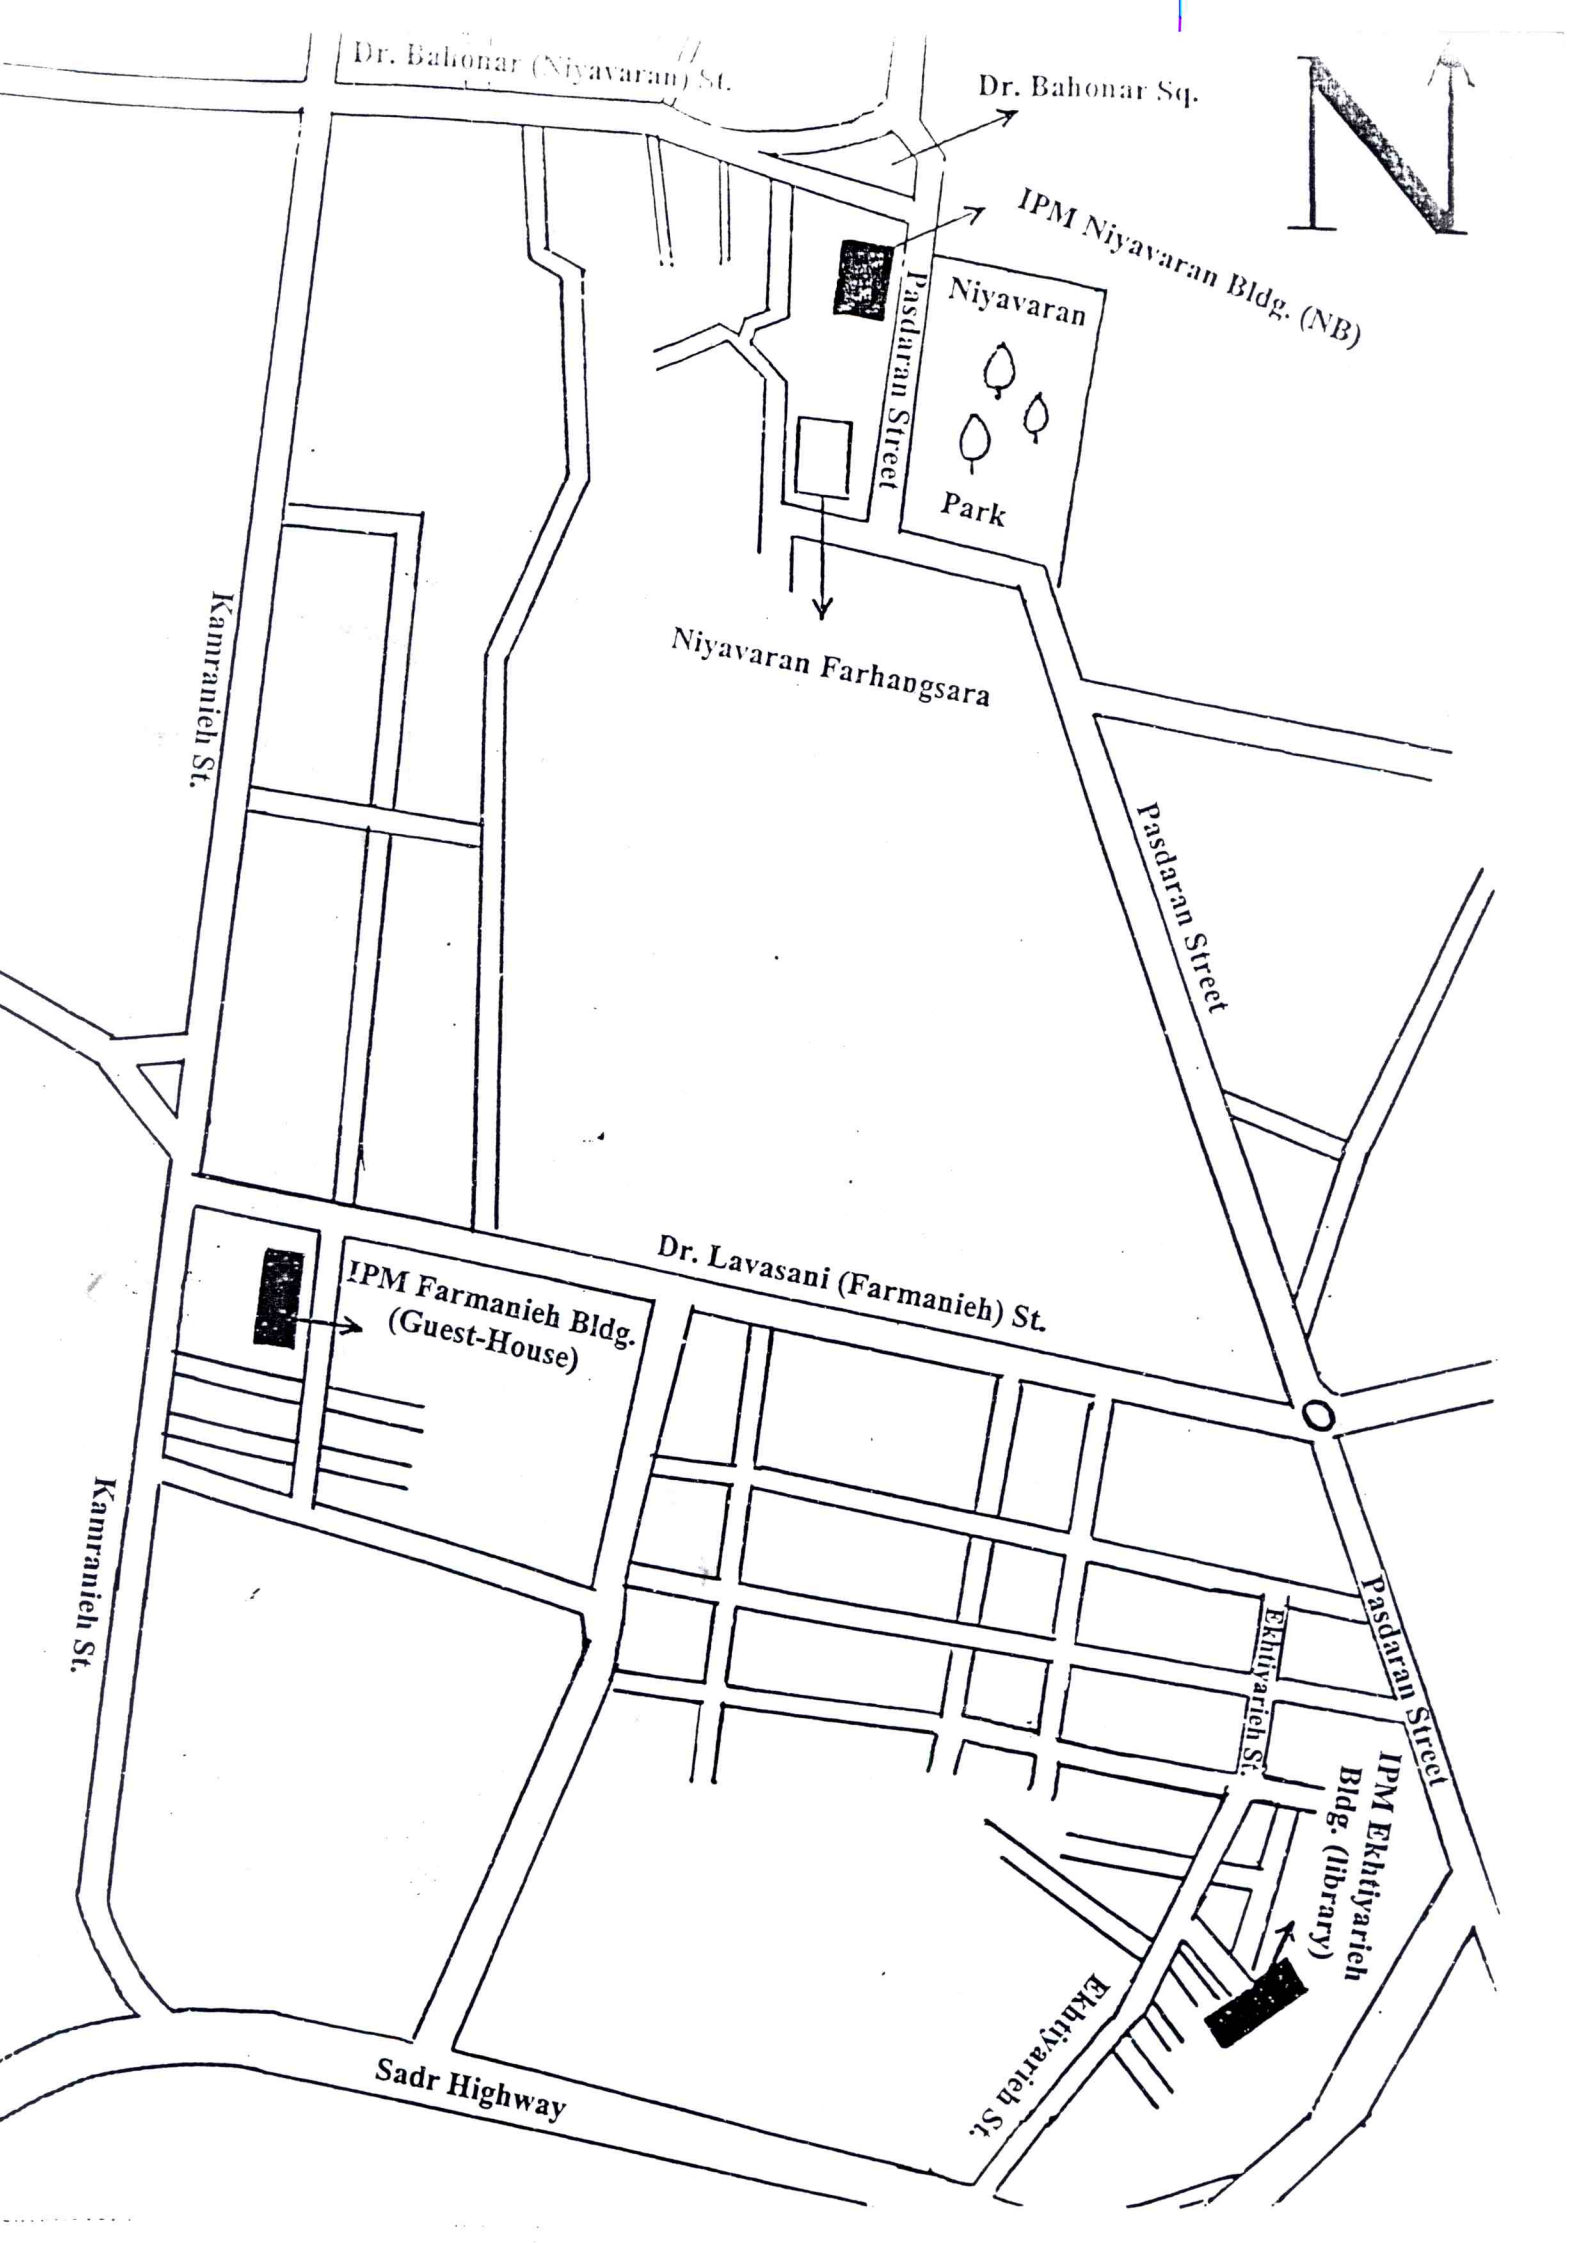 Dr. Bahonar (Niyavaran) St.
Dr. Bahonar Sq.
N
IPM Niyavaran Bldg. (NB)
Pasdaran Street
Niyavaran
Park
Niyavaran Farhangsara
Kamranieh St.
Pasdaran Street
Dr. Lavasani (Farmanieh) St.
IPM Farmanieh Bldg.
(Guest-House)
Kamranieh St.
Pasdaran Street
Ekhtiyarieh St.
IPM Ekhtiyarieh
Bldg. (library)
Ekhtiyarieh St.
Sadr Highway